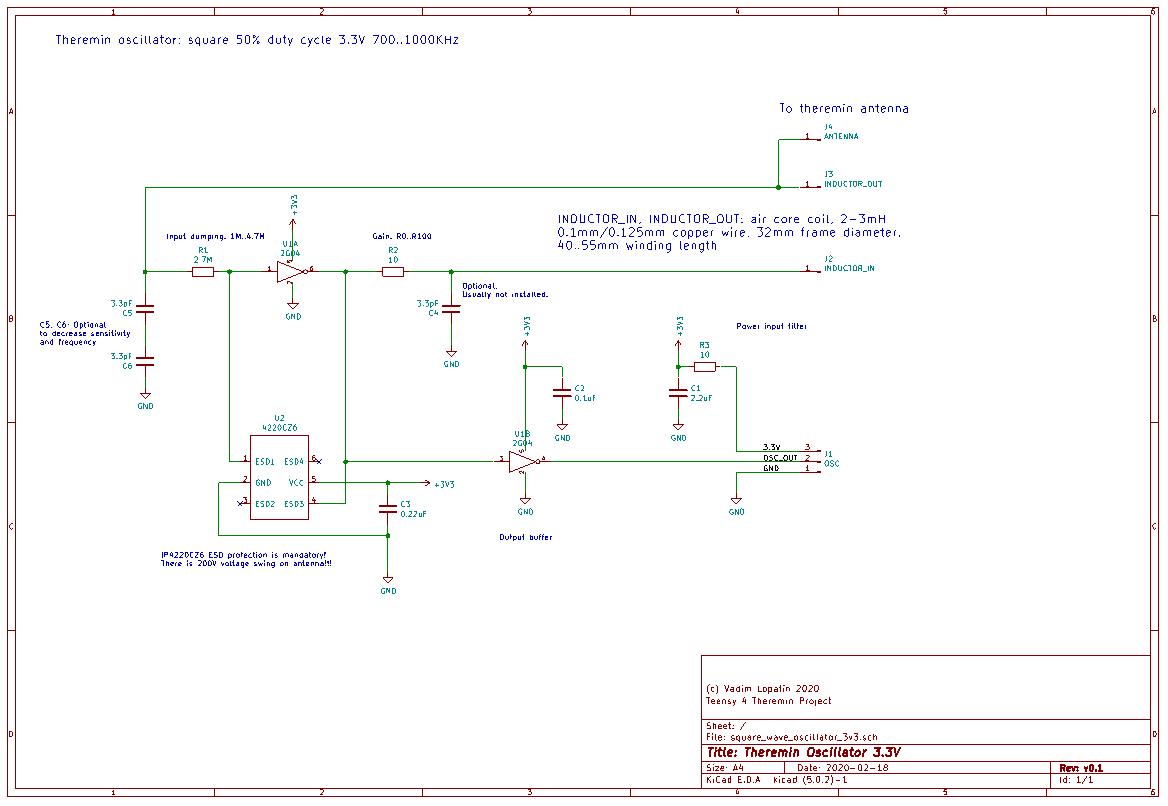 1 2 3 4 5 6
Theremin oscillator: square 50% duty cycle 3.3V 700..1000KHz
A A
To theremin antenna
J4
1 ANTENNA
J3
1 INDUCTOR_OUT
+3V3
INDUCTOR_IN, INDUCTOR_OUT: air core coil, 2-3mH
0.1mm/0.125mm copper wire, 32mm frame diameter,
40..55mm winding length
Input dumping, 1M..4.7M
Gain, R0..R100
R1
2.7M
U1A
2G04
1 6
5
2
GND
R2
10
J2
1 INDUCTOR_IN
Optional.
Usually not installed.
3.3pF
C5
3.3pF
C4
B B
C5, C6- Optional
to decrease sensitivity
and frequency
3.3pF
C6
GND
GND
+3V3
+3V3
Power input filter
R3
10
C2
0.1uF
C1
2.2uF
GND
GND
U2
4220CZ6
1 ESD1 ESD4 6
2 GND VCC 5
3 ESD2 ESD3 4
+3V3
C3
0.22uF
GND
U1B
2G04
3 4
5
2
GND
3.3V 3
OSC_OUT 2
GND 1
J1
OSC
GND
C C
Output buffer
IP4220CZ6 ESD protection is mandatory!
There is 200V voltage swing on antenna!!!
(c) Vadim Lopatin 2020
Teensy 4 Theremin Project
Sheet: /
File: square_wave_oscillator_3v3.sch
Title: Theremin Oscillator 3.3V
Size: A4 Date: 2020-02-18 Rev: v0.1
KiCad E.D.A. kicad (5.0.2)-1 Id: 1/1
D D
1 2 3 4 5 6